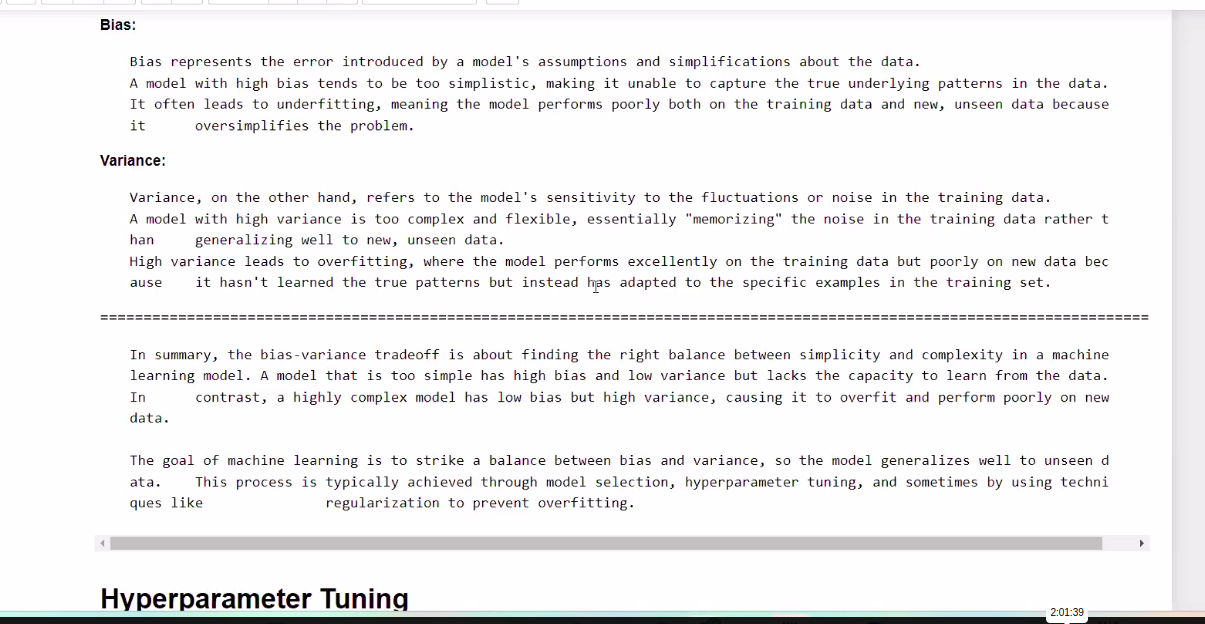 Bias:
Bias represents the error introduced by a model's assumptions and simplifications about the data.
A model with high bias tends to be too simplistic, making it unable to capture the true underlying patterns in the data.
It often leads to underfitting, meaning the model performs poorly both on the training data and new, unseen data because
it      oversimplifies the problem.
Variance:
Variance, on the other hand, refers to the model's sensitivity to the fluctuations or noise in the training data.
A model with high variance is too complex and flexible, essentially "memorizing" the noise in the training data rather t
han     generalizing well to new, unseen data.
High variance leads to overfitting, where the model performs excellently on the training data but poorly on new data bec
ause    it hasn't learned the true patterns but instead has adapted to the specific examples in the training set.
================================================================================================================================
In summary, the bias-variance tradeoff is about finding the right balance between simplicity and complexity in a machine
learning model. A model that is too simple has high bias and low variance but lacks the capacity to learn from the data.
In      contrast, a highly complex model has low bias but high variance, causing it to overfit and perform poorly on new
data.
The goal of machine learning is to strike a balance between bias and variance, so the model generalizes well to unseen d
ata.    This process is typically achieved through model selection, hyperparameter tuning, and sometimes by using techni
ques like               regularization to prevent overfitting.
Hyperparameter Tuning
2:01:39